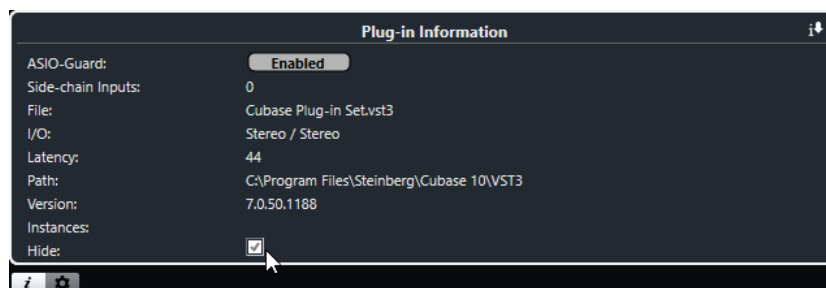 Plug-in Information
ASIO-Guard: Enabled
Side-chain Inputs: 0
File: Cubase Plug-in Set.vst3
I/O: Stereo / Stereo
Latency: 44
Path: C:\Program Files\Steinberg\Cubase 10\VST3
Version: 7.0.50.1188
Instances:
Hide:
i